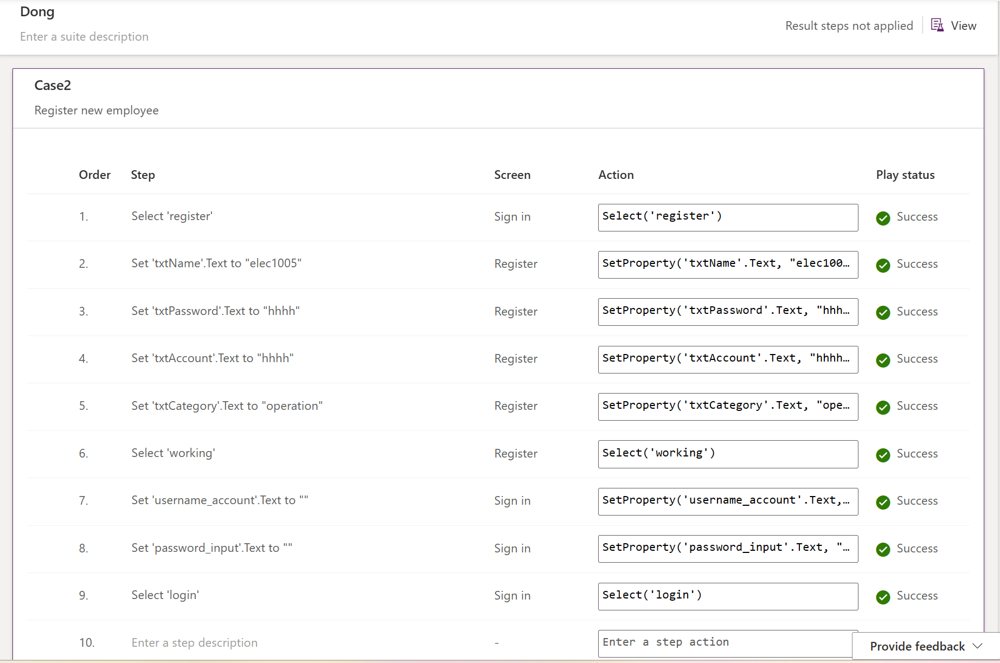 Dong
Enter a suite description
Result steps not applied
View
Case2
Register new employee
Order Step Screen Action Play status
1. Select 'register' Sign in Select('register') Success
2. Set 'txtName'.Text to "elec1005" Register SetProperty('txtName'.Text, "elec100… Success
3. Set 'txtPassword'.Text to "hhhh" Register SetProperty('txtPassword'.Text, "hhh… Success
4. Set 'txtAccount'.Text to "hhhh" Register SetProperty('txtAccount'.Text, "hhhh… Success
5. Set 'txtCategory'.Text to "operation" Register SetProperty('txtCategory'.Text, "ope… Success
6. Select 'working' Register Select('working') Success
7. Set 'username_account'.Text to "" Sign in SetProperty('username_account'.Text,… Success
8. Set 'password_input'.Text to "" Sign in SetProperty('password_input'.Text, "… Success
9. Select 'login' Sign in Select('login') Success
10. Enter a step description - Enter a step action
Provide feedback